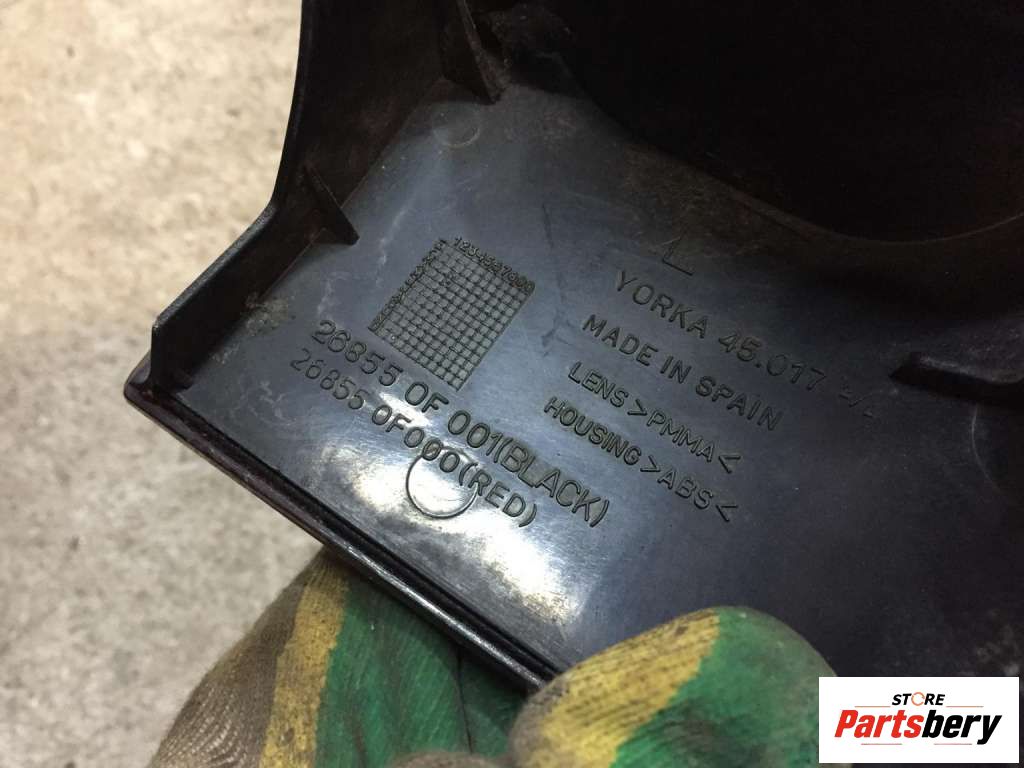 L
YORKA 45.017
MADE IN SPAIN
LENS>PMMA<
HOUSING>ABS<
26855 0F 001(BLACK)
26855 0F000(RED)
STORE
Partsbery